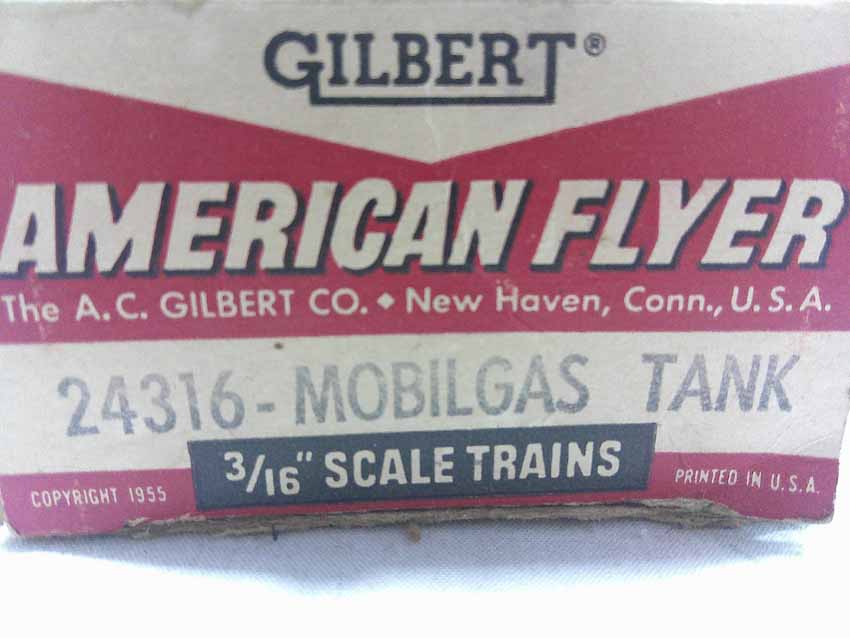 GILBERT®
AMERICAN FLYER
The A.C. GILBERT CO. ◆ New Haven, Conn., U.S.A.
24316-MOBILGAS TANK
3/16" SCALE TRAINS
COPYRIGHT 1955
PRINTED IN U.S.A.